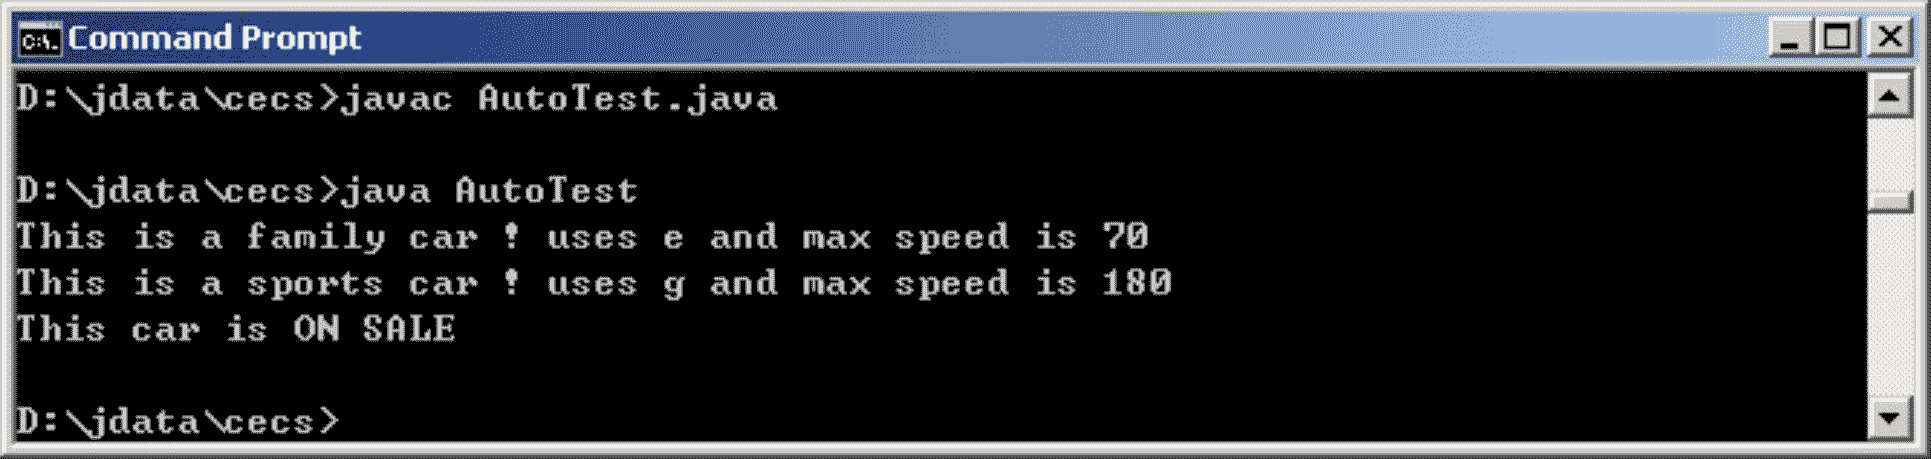 Command Prompt
D:\jdata\cecs>javac AutoTest.java
D:\jdata\cecs>java AutoTest
This is a family car ! uses e and max speed is 70
This is a sports car ! uses g and max speed is 180
This car is ON SALE
D:\jdata\cecs>